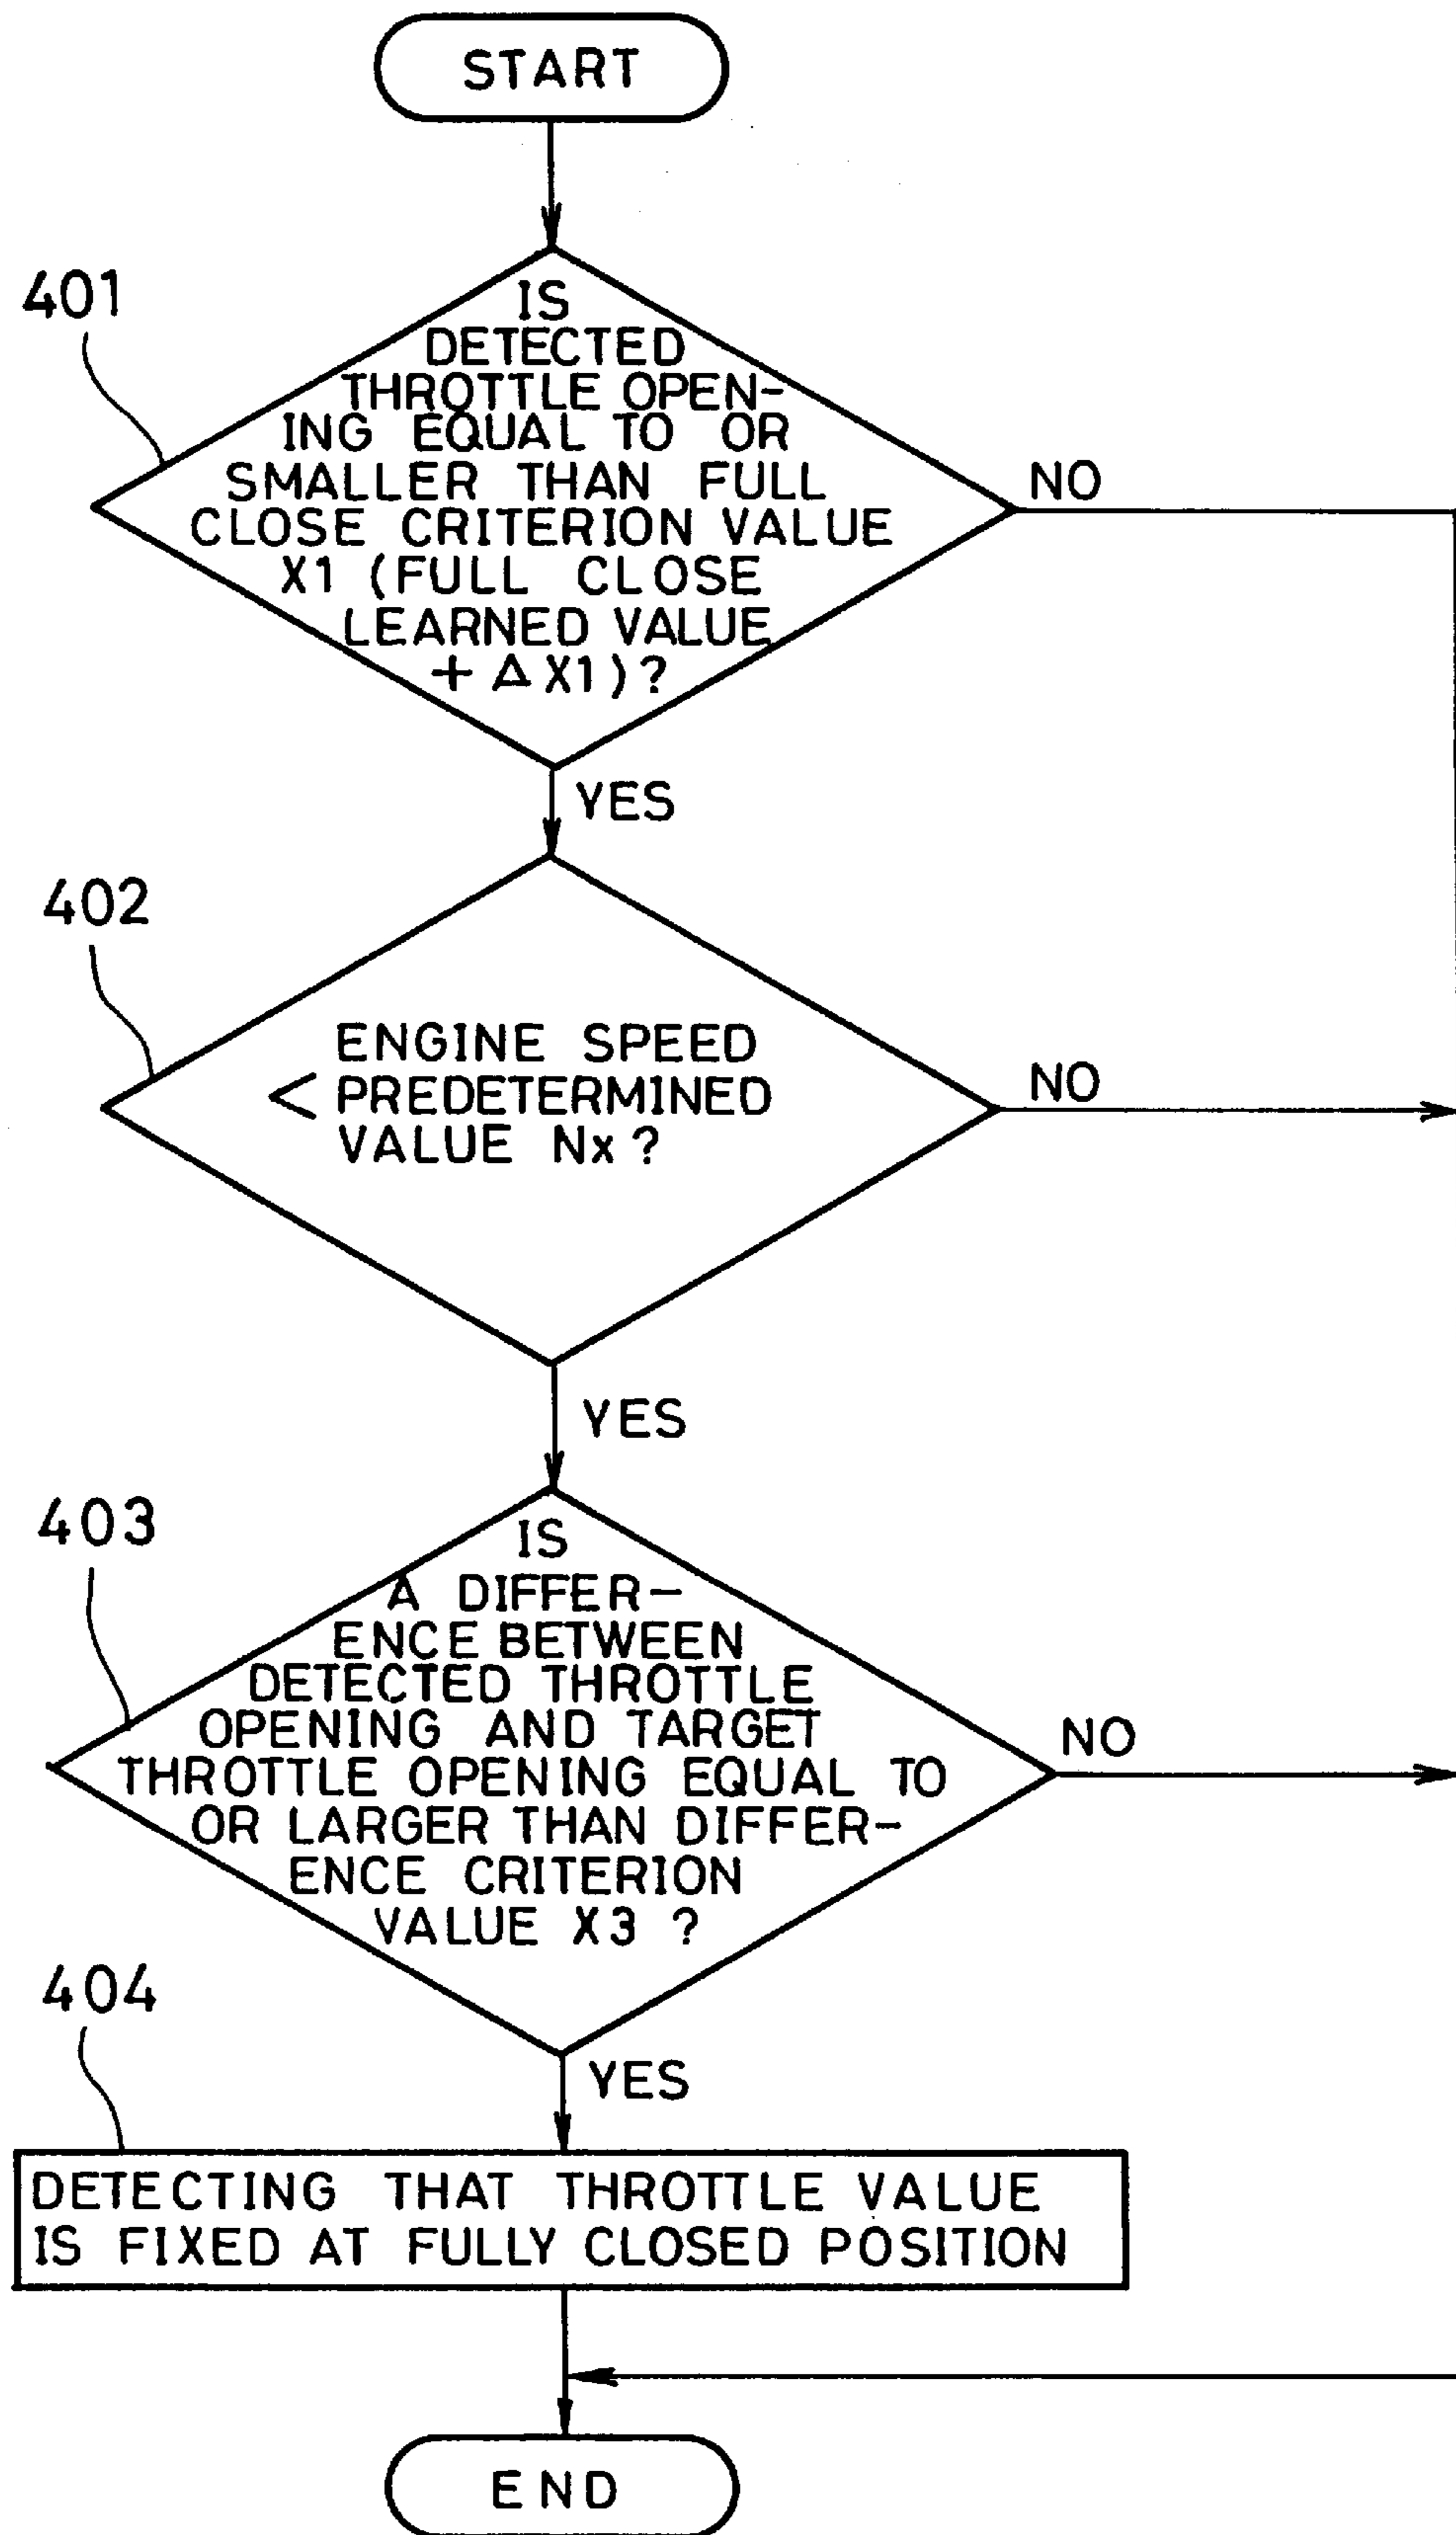 START
401
IS
DETECTED
THROTTLE OPEN-
ING EQUAL TO OR
SMALLER THAN FULL
CLOSE CRITERION VALUE
X1 (FULL CLOSE
LEARNED VALUE
+ Δ X1)?
NO
YES
402
ENGINE SPEED
< PREDETERMINED
VALUE Nx ?
NO
YES
403
IS
A DIFFER-
ENCE BETWEEN
DETECTED THROTTLE
OPENING AND TARGET
THROTTLE OPENING EQUAL TO
OR LARGER THAN DIFFER-
ENCE CRITERION
VALUE X3 ?
NO
YES
404
DETECTING THAT THROTTLE VALUE
IS FIXED AT FULLY CLOSED POSITION
END